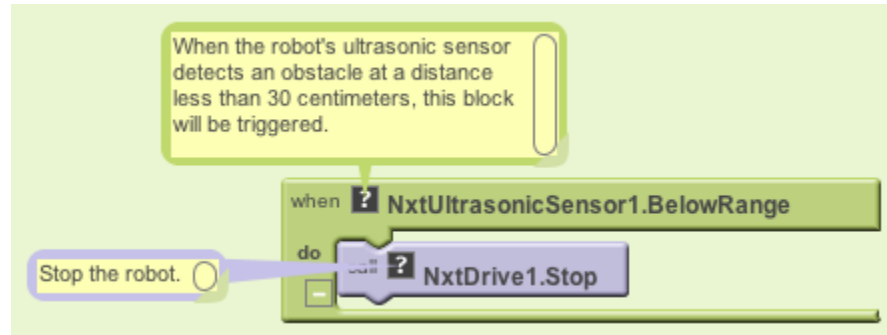 When the robot's ultrasonic sensor
detects an obstacle at a distance
less than 30 centimeters, this block
will be triggered.
when ? NxtUltrasonicSensor1.BelowRange
do
Stop the robot.
call ? NxtDrive1.Stop